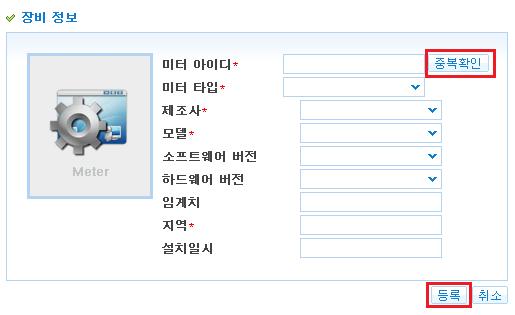 장비 정보
미터 아이디* 중복확인
미터 타입*
제조사*
모델*
소프트웨어 버전
하드웨어 버전
임계치
지역*
설치일시
Meter
등록 취소